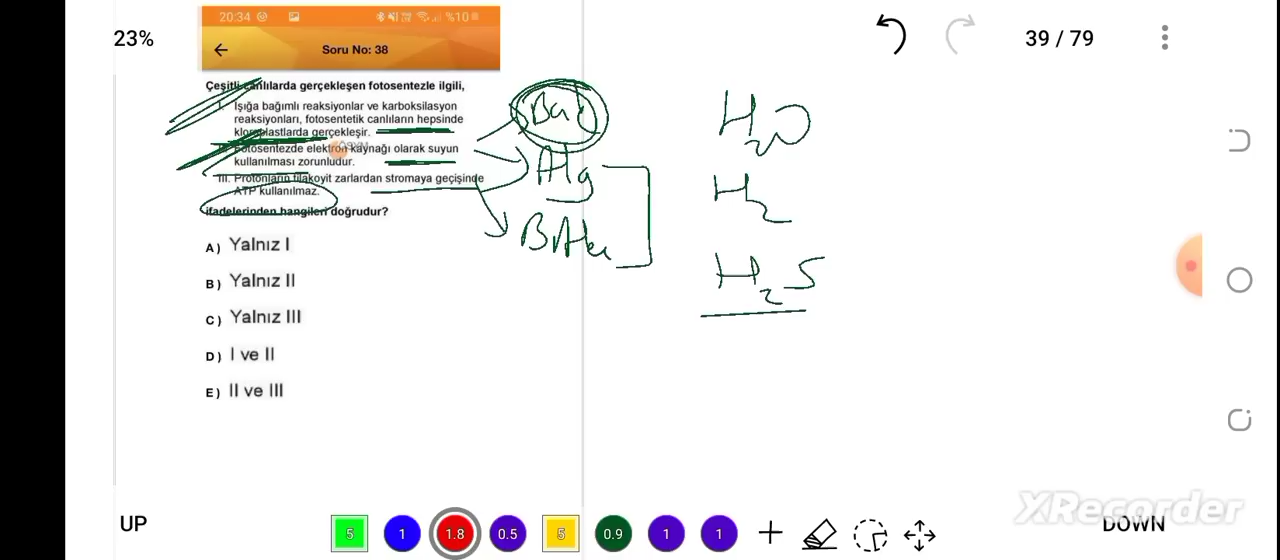 20:34 %10
23% Soru No: 38 39 / 79
Çeşitli canlılarda gerçekleşen fotosentezle ilgili,
I. Işığa bağımlı reaksiyonlar ve karboksilasyon
reaksiyonları, fotosentetik canlıların hepsinde
kloroplastlarda gerçekleşir.
II. Fotosentezde elektron kaynağı olarak suyun
kullanılması zorunludur.
III. Protonların tilakoyit zarlardan stromaya geçişinde
ATP kullanılmaz.
ifadelerinden hangileri doğrudur?
A) Yalnız I
B) Yalnız II
C) Yalnız III
D) I ve II
E) II ve III
Bak
Alg
H2O
H2
H2S
XRecorder
UP 5 1 1.8 0.5 5 0.9 1 1 DOWN